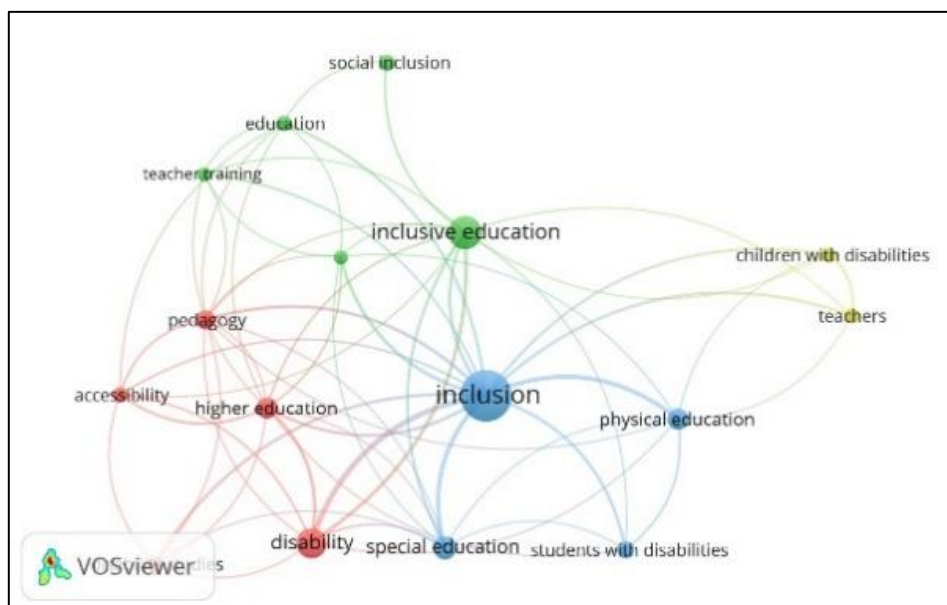 social inclusion
education
teacher training
inclusive education
children with disabilities
pedagogy
teachers
accessibility
higher education
inclusion
physical education
disability
special education
students with disabilities
VOSviewer